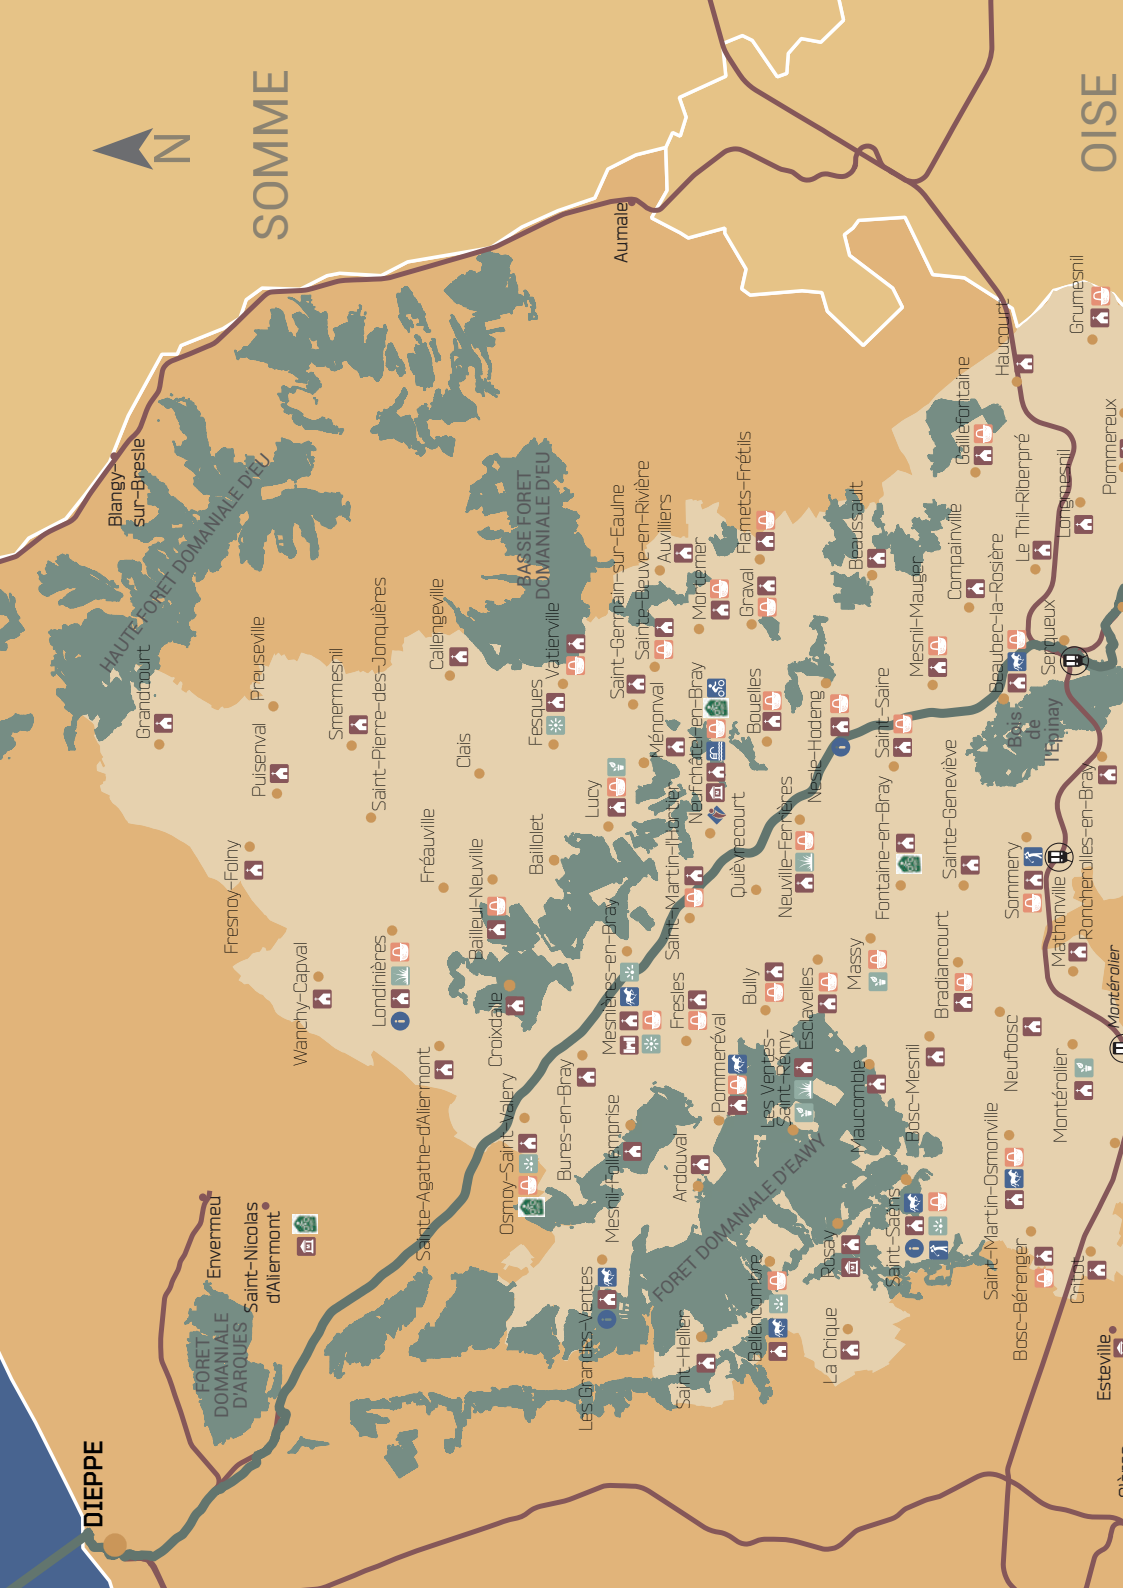 N
SOMME
OISE
DIEPPE
Envermeu
Saint-Nicolas
d'Aliermont
FORET
DOMANIALE
D'ARQUES
Blangy-
sur-Bresle
HAUTE FORET DOMANIALE D'EU
BASSE FORET
DOMANIALE D'EU
Aumale
Grandcourt
Preuseville
Puisenval
Smermesnil
Saint-Pierre-des-Jonquières
Callengeville
Vatierville
Fesques
Clais
Fréauville
Bailleul-Neuville
Baillolet
Fresnoy-Folny
Wanchy-Capval
Londinières
Croixdalle
Sainte-Agathe-d'Aliermont
Osmoy-Saint-Valery
Bures-en-Bray
Mesnières-en-Bray
Mesnil-Follemprise
Les Grandes-Ventes
Lucy
Saint-Germain-sur-Eaulne
Sainte-Beuve-en-Rivière
Auvilliers
Ménonval
Mortemer
Graval
Flamets-Frétils
Neufchâtel-en-Bray
Bouelles
Saint-Martin-l'Hortier
Quièvrecourt
Neuville-Ferrières
Nesle-Hodeng
Saint-Saire
Fresles
Bully
Pomméréval
Ardouval
Les Ventes-
Saint-Rémy
Esclavelles
Massy
Maucomble
Bosc-Mesnil
Bradiancourt
FORET DOMANIALE D'EAWY
Saint-Hellier
Bellencombre
La Crique
Rosay
Saint-Saëns
Fontaine-en-Bray
Sainte-Geneviève
Mesnil-Mauger
Compainville
Beaussault
Gaillefontaine
Haucourt
Grumesnil
Le Thil-Riberpré
Longmesnil
Pommereux
Beaubec-la-Rosière
Serqueux
Bois
de
l'Epinay
Sommery
Mathonville
Roncherolles-en-Bray
Neufbosc
Montérolier
Montérolier
Saint-Martin-Osmonville
Bosc-Bérenger
Critot
Esteville